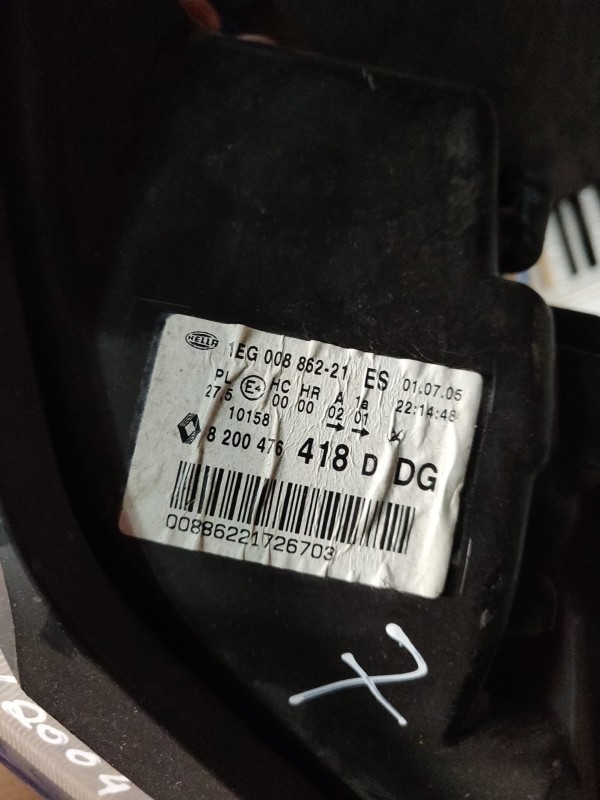 HELLA
1EG 008 862-21 ES 01.07.05
PL E4 HC HR A 1a 22:14:48
27,5 00 00 02 01
10158
8 200 476 418 D DG
00886221726703
X